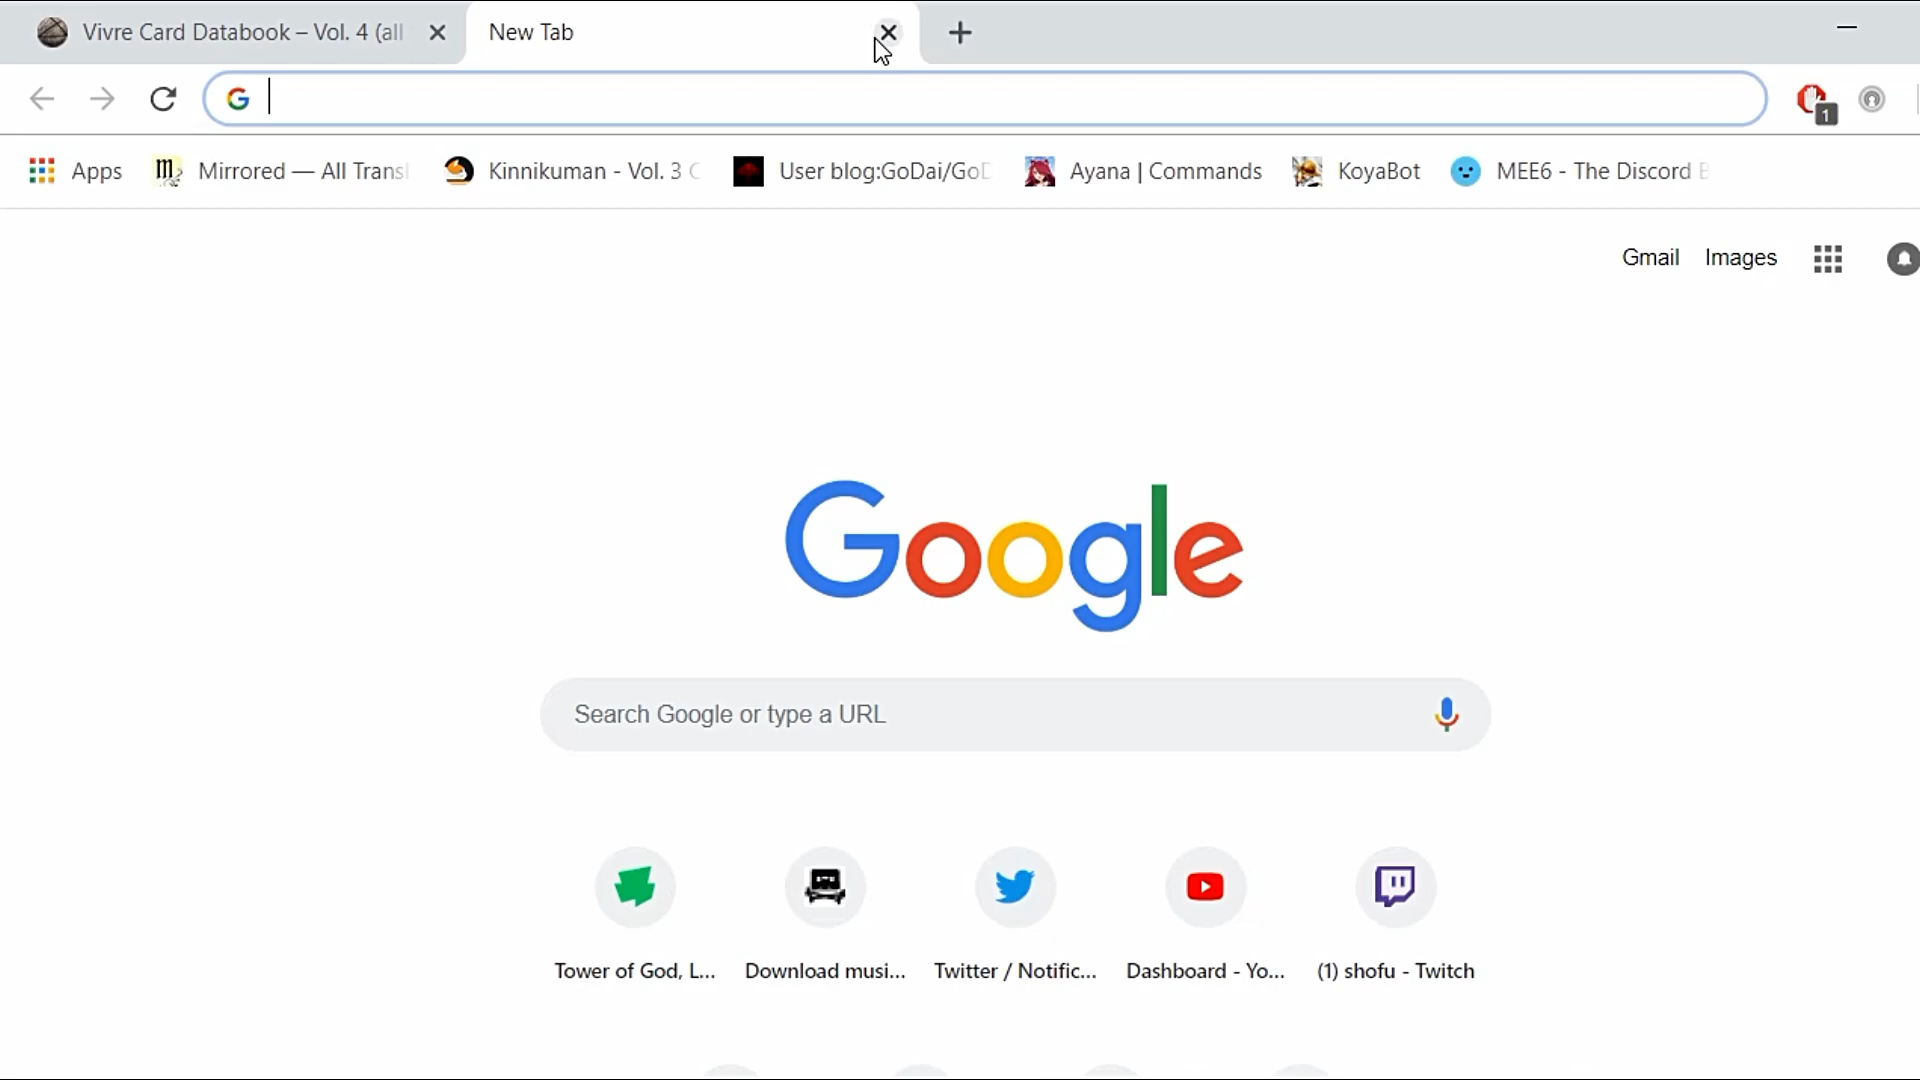 Vivre Card Databook – Vol. 4 (all
New Tab
1
Apps
Mirrored — All Transl
Kinnikuman - Vol. 3 C
User blog:GoDai/GoD
Ayana | Commands
KoyaBot
MEE6 - The Discord B
Gmail
Images
Google
Search Google or type a URL
Tower of God, L...
Download musi...
Twitter / Notific...
Dashboard - Yo...
(1) shofu - Twitch